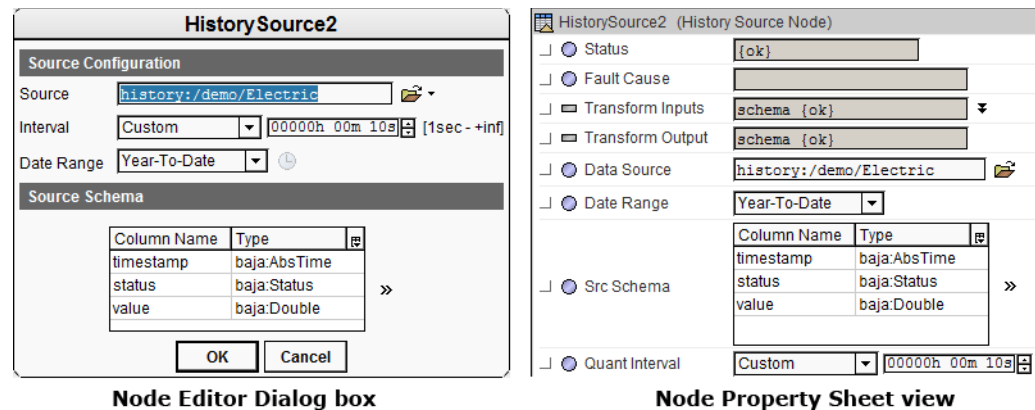 HistorySource2
Source Configuration
Source history:/demo/Electric
Interval Custom 00000h 00m 10s [1sec - +inf]
Date Range Year-To-Date
Source Schema
Column Name Type
timestamp baja:AbsTime
status baja:Status
value baja:Double
»
OK Cancel
Node Editor Dialog box
HistorySource2 (History Source Node)
Status {ok}
Fault Cause
Transform Inputs schema {ok}
Transform Output schema {ok}
Data Source history:/demo/Electric
Date Range Year-To-Date
Column Name Type
timestamp baja:AbsTime
Src Schema status baja:Status »
value baja:Double
Quant Interval Custom 00000h 00m 10s
Node Property Sheet view